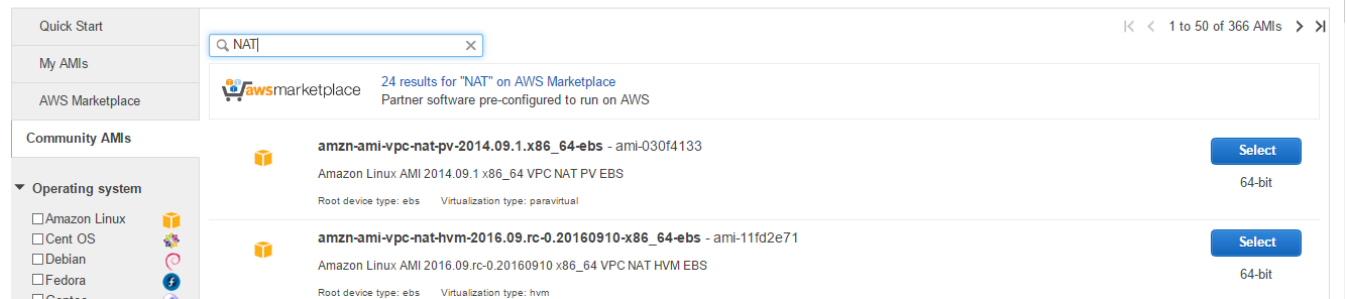 Quick Start
My AMIs
AWS Marketplace
Community AMIs
Operating system
Amazon Linux
Cent OS
Debian
Fedora
NAT
1 to 50 of 366 AMIs
awsmarketplace
24 results for "NAT" on AWS Marketplace
Partner software pre-configured to run on AWS
amzn-ami-vpc-nat-pv-2014.09.1.x86_64-ebs - ami-030f4133
Amazon Linux AMI 2014.09.1 x86_64 VPC NAT PV EBS
Root device type: ebs Virtualization type: paravirtual
Select
64-bit
amzn-ami-vpc-nat-hvm-2016.09.rc-0.20160910-x86_64-ebs - ami-11fd2e71
Amazon Linux AMI 2016.09.rc-0.20160910 x86_64 VPC NAT HVM EBS
Root device type: ebs Virtualization type: hvm
Select
64-bit